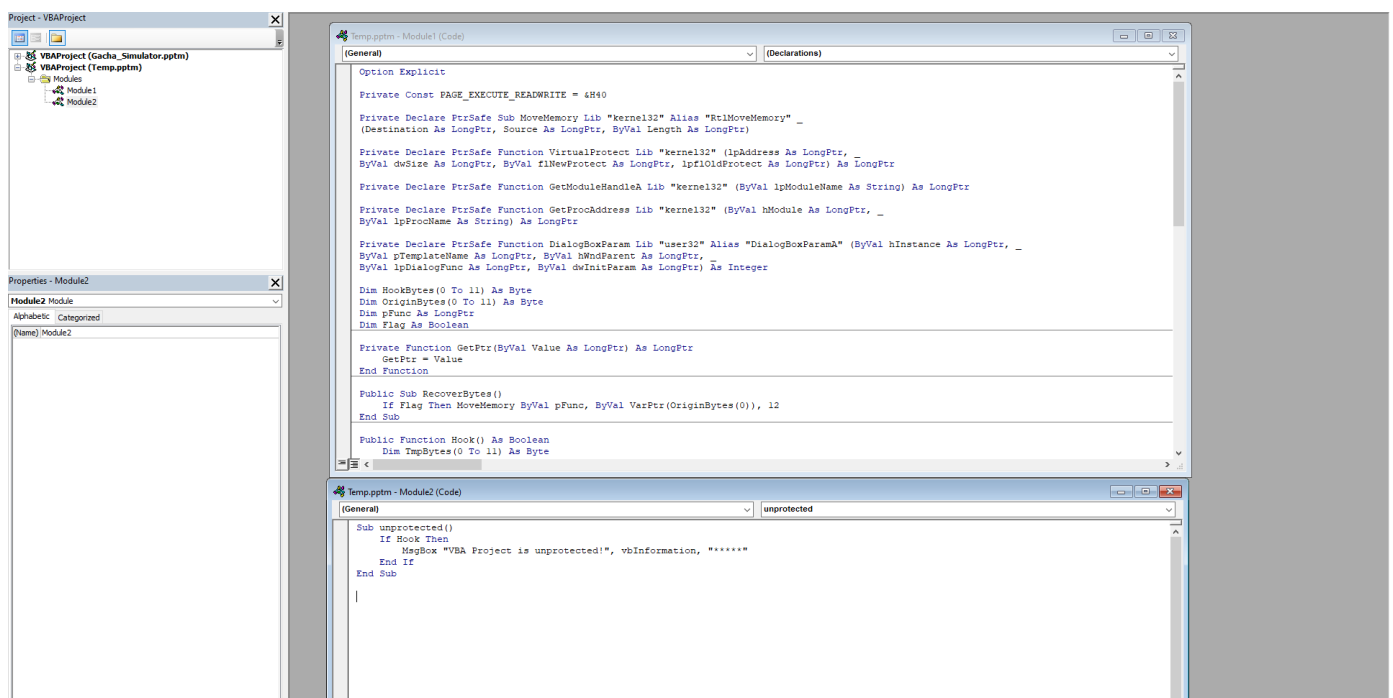 Project - VBAProject
VBAProject (Gacha_Simulator.pptm)
VBAProject (Temp.pptm)
Modules
Module1
Module2
Properties - Module2
Module2 Module
Alphabetic Categorized
(Name) Module2
Temp.pptm - Module1 (Code)
(General) (Declarations)
Option Explicit
Private Const PAGE_EXECUTE_READWRITE = &H40
Private Declare PtrSafe Sub MoveMemory Lib "kernel32" Alias "RtlMoveMemory" _
(Destination As LongPtr, Source As LongPtr, ByVal Length As LongPtr)
Private Declare PtrSafe Function VirtualProtect Lib "kernel32" (lpAddress As LongPtr, _
ByVal dwSize As LongPtr, ByVal flNewProtect As LongPtr, lpflOldProtect As LongPtr) As LongPtr
Private Declare PtrSafe Function GetModuleHandleA Lib "kernel32" (ByVal lpModuleName As String) As LongPtr
Private Declare PtrSafe Function GetProcAddress Lib "kernel32" (ByVal hModule As LongPtr, _
ByVal lpProcName As String) As LongPtr
Private Declare PtrSafe Function DialogBoxParam Lib "user32" Alias "DialogBoxParamA" (ByVal hInstance As LongPtr, _
ByVal pTemplateName As LongPtr, ByVal hWndParent As LongPtr, _
ByVal lpDialogFunc As LongPtr, ByVal dwInitParam As LongPtr) As Integer
Dim HookBytes(0 To 11) As Byte
Dim OriginBytes(0 To 11) As Byte
Dim pFunc As LongPtr
Dim Flag As Boolean
Private Function GetPtr(ByVal Value As LongPtr) As LongPtr
GetPtr = Value
End Function
Public Sub RecoverBytes()
If Flag Then MoveMemory ByVal pFunc, ByVal VarPtr(OriginBytes(0)), 12
End Sub
Public Function Hook() As Boolean
Dim TmpBytes(0 To 11) As Byte
Temp.pptm - Module2 (Code)
(General) unprotected
Sub unprotected()
If Hook Then
MsgBox "VBA Project is unprotected!", vbInformation, "*****"
End If
End Sub